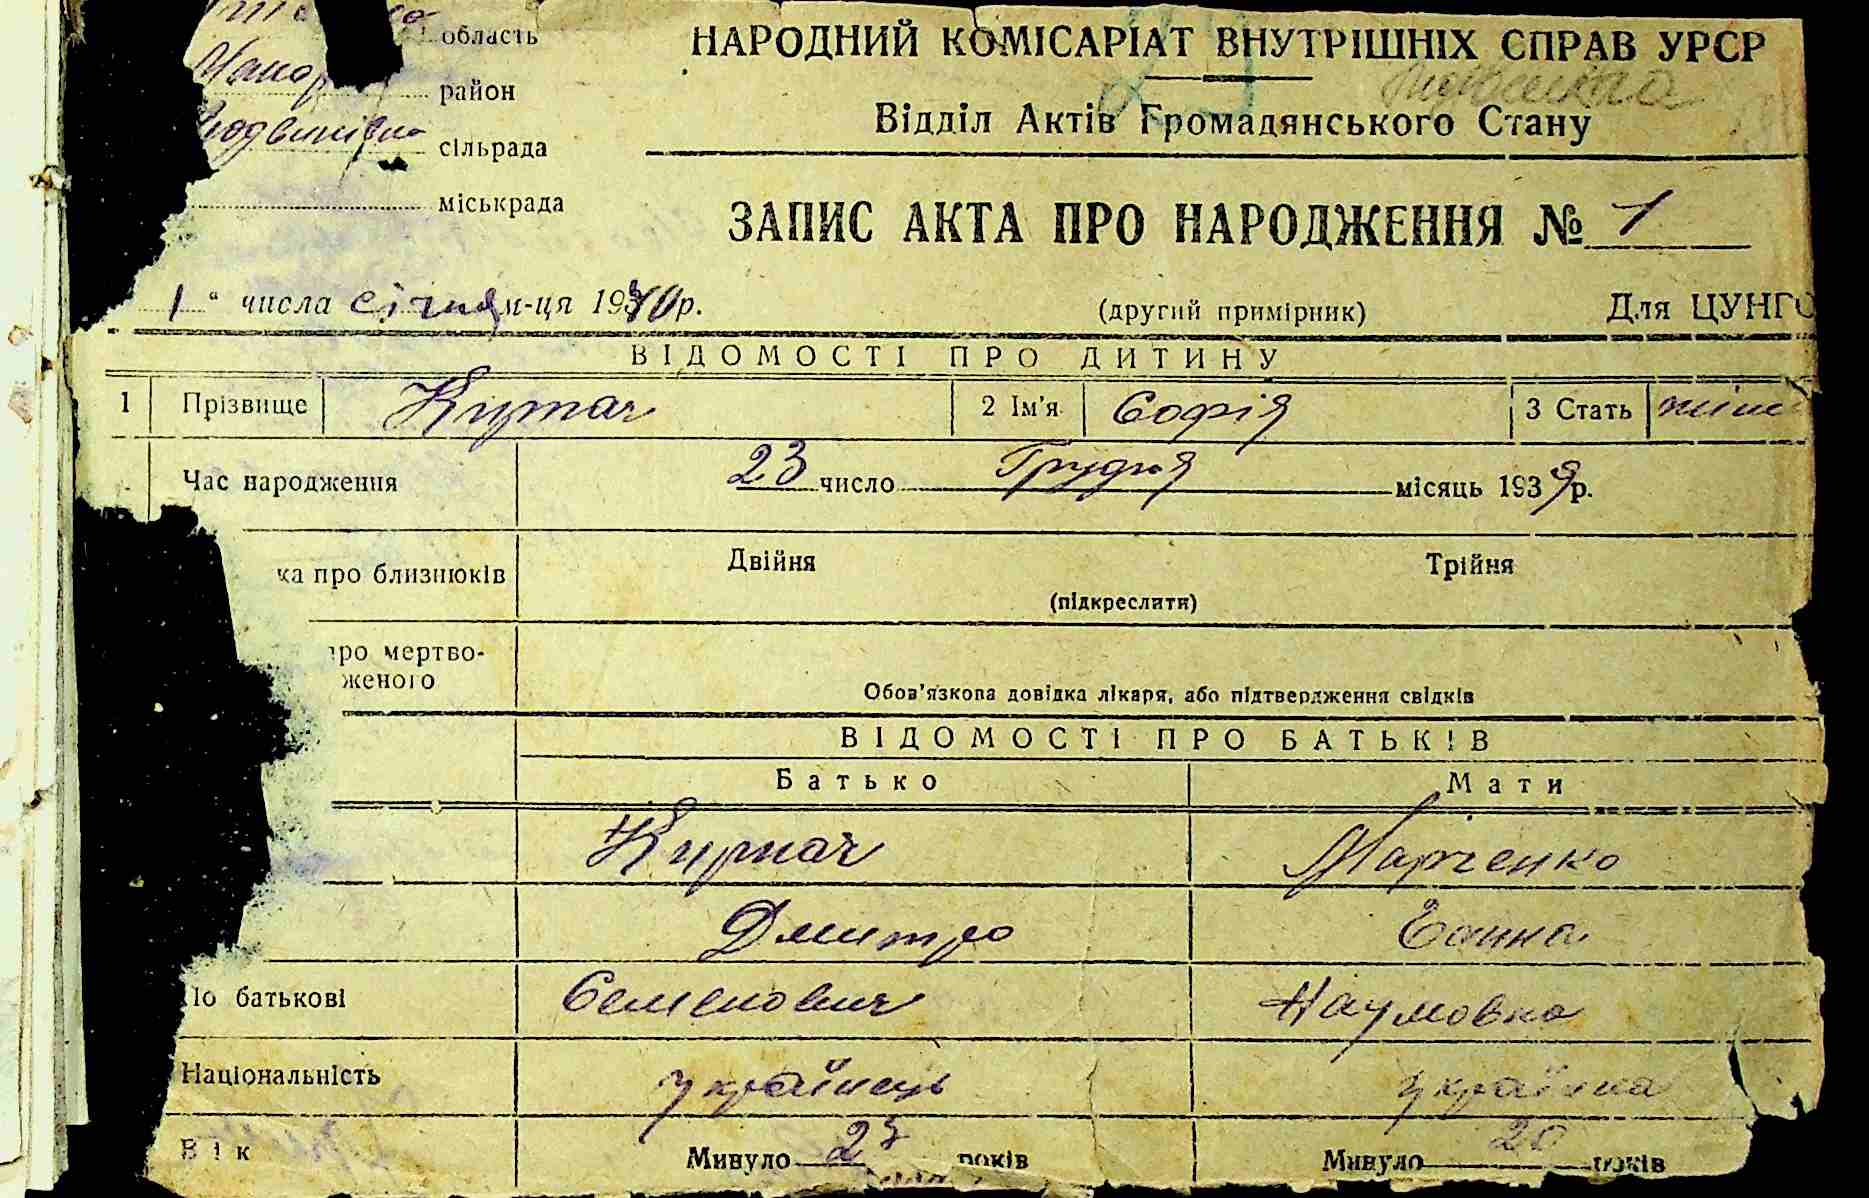 область
НАРОДНИЙ КОМІСАРІАТ ВНУТРІШНІХ СПРАВ УРСР
район
Відділ Актів Громадянського Стану
сільрада
міськрада
ЗАПИС АКТА ПРО НАРОДЖЕННЯ № 1
1 " числа січня м-ця 1940 р.
(другий примірник)
Для ЦУНГО
ВІДОМОСТІ ПРО ДИТИНУ
1 Прізвище Кирпач 2 Ім'я Софія 3 Стать жіно
Час народження 23 число Грудня місяць 1939 р.
ка про близнюків Двійня Трійня
(підкреслити)
про мертво-
женого
Обов'язкова довідка лікаря, або підтвердження свідків
ВІДОМОСТІ ПРО БАТЬКІВ
Батько Мати
Кирпач Марченко
Дмитро Ганна
По батькові Семенович Наумовна
Національність українець українка
Вік Минуло 23 років Минуло 20 років